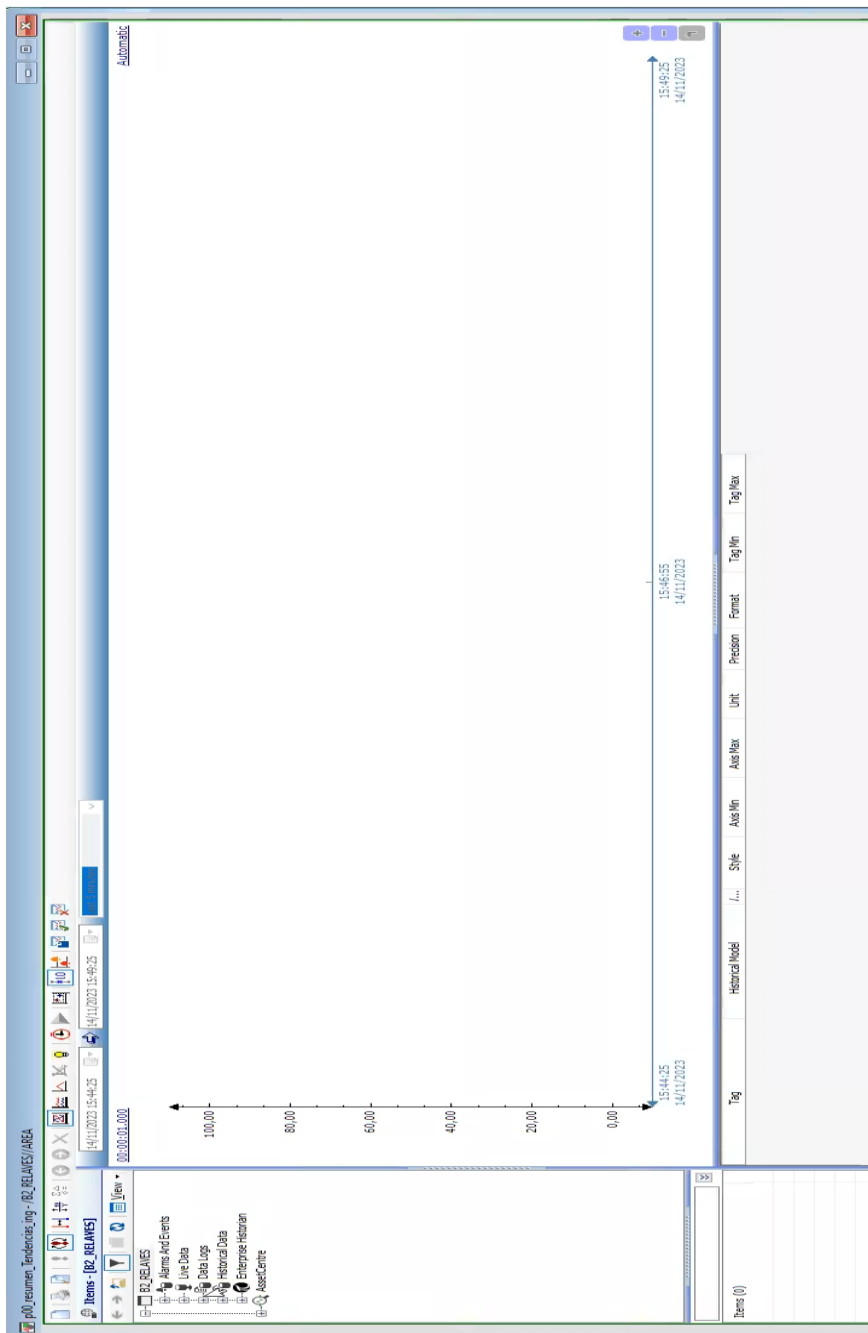 p00_resumen_Tendencias_ing - /B2_RELAVES//AREA
Items - [B2_RELAVES]
View
B2_RELAVES
Alarms And Events
Live Data
Data Logs
Historical Data
Enterprise Historian
AssetCentre
Items (0)
14/11/2023 15:44:25
14/11/2023 15:49:25
5 minutes
00:00:01.000
Automatic
100,00
80,00
60,00
40,00
20,00
0,00
15:44:25
14/11/2023
15:46:55
14/11/2023
15:49:25
14/11/2023
Tag Historical Model /... Style Axis Min Axis Max Unit Precision Format Tag Min Tag Max